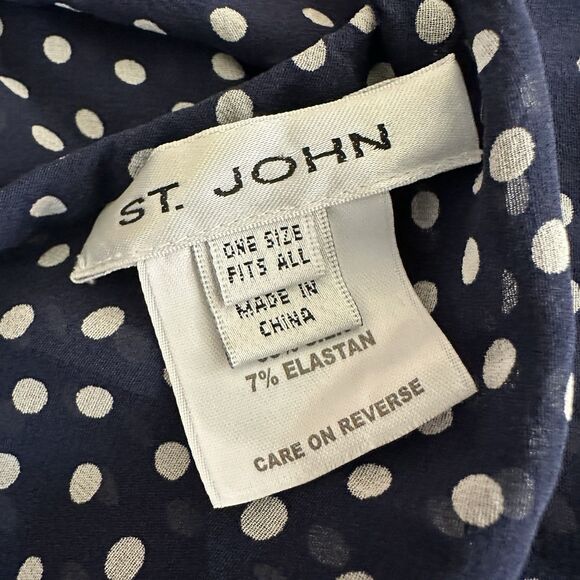 ST. JOHN
ONE SIZE
FITS ALL
MADE IN
CHINA
7% ELASTAN
CARE ON REVERSE